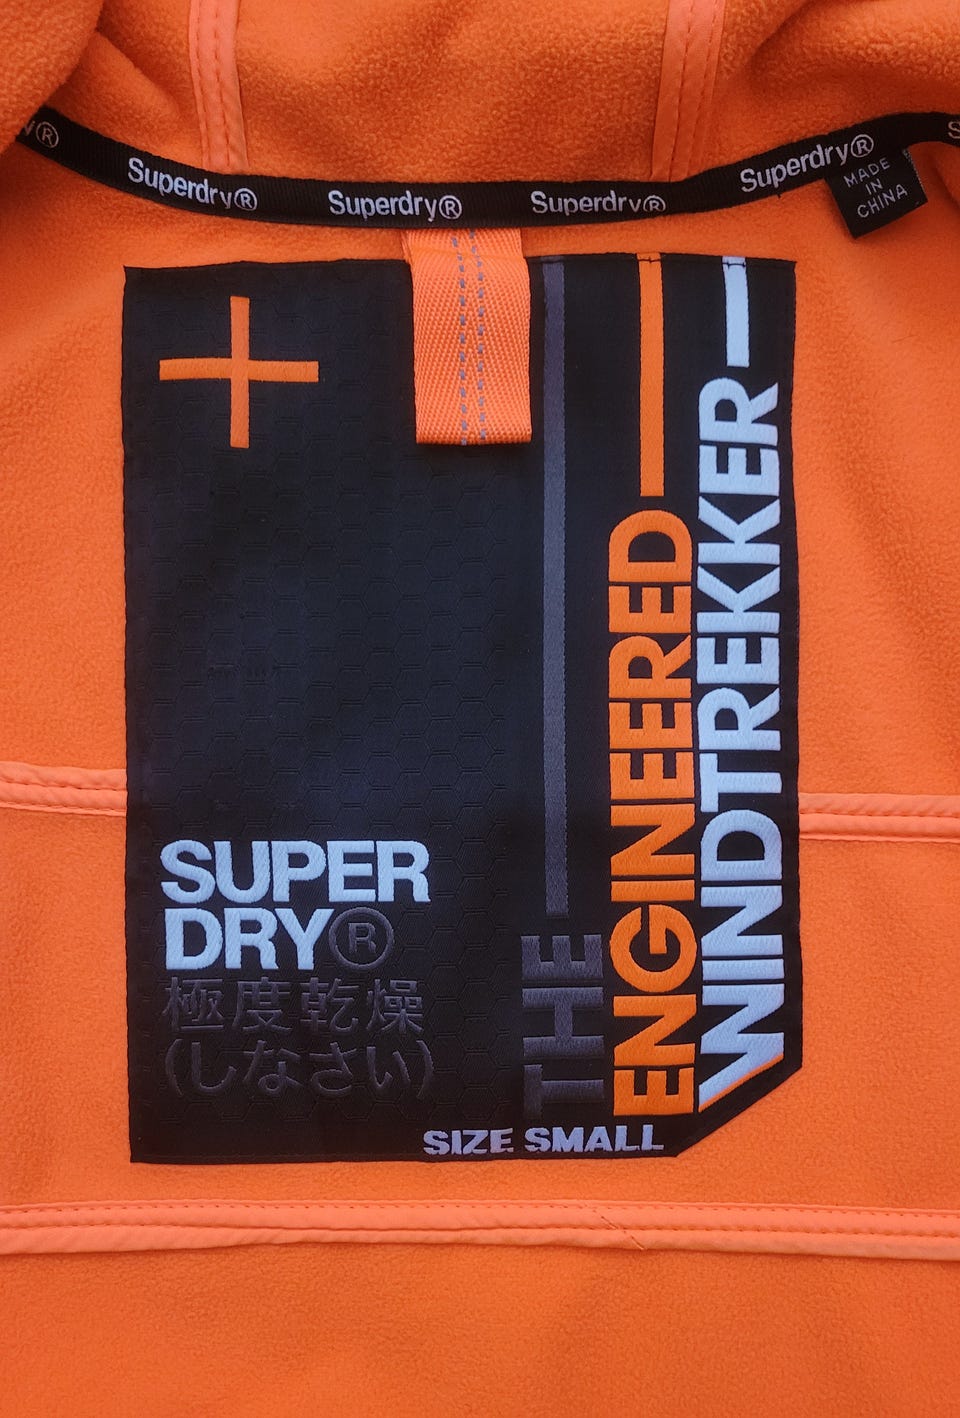 Superdry®
Superdry®
Superdry®
Superdry®
MADE
IN
CHINA
SUPER
DRY®
極度乾燥
(しなさい)
THE
ENGINEERED
WINDTREKKER
SIZE SMALL